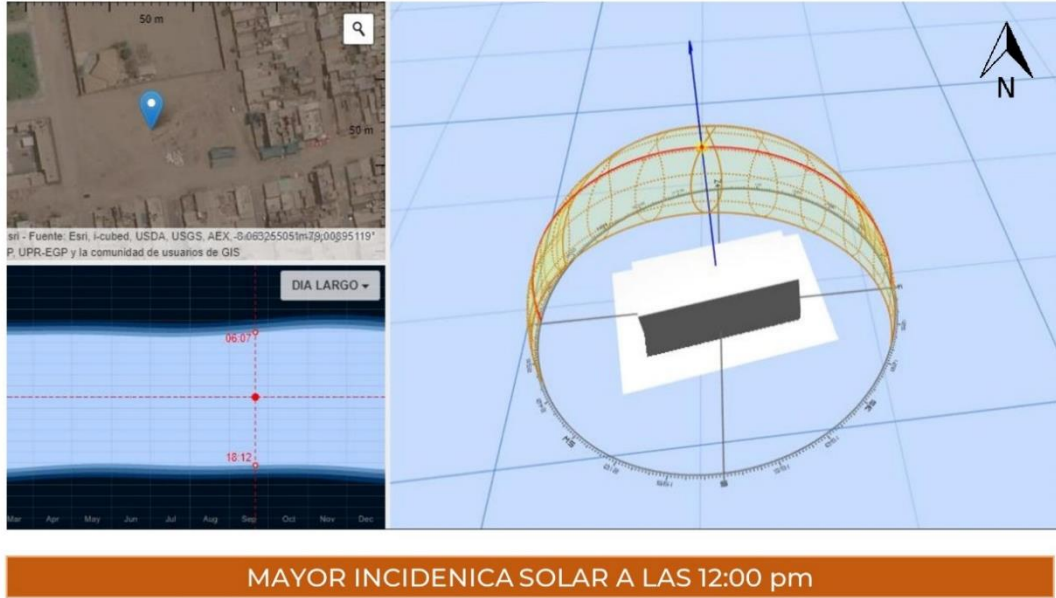 50 m
50 m
sri - Fuente: Esri, i-cubed, USDA, USGS, AEX,
P, UPR-EGP y la comunidad de usuarios de GIS
N
DIA LARGO
06:07
18:12
Mar Apr May Jun Jul Aug Sep Oct Nov Dec
SW
S
SE
MAYOR INCIDENICA SOLAR A LAS 12:00 pm